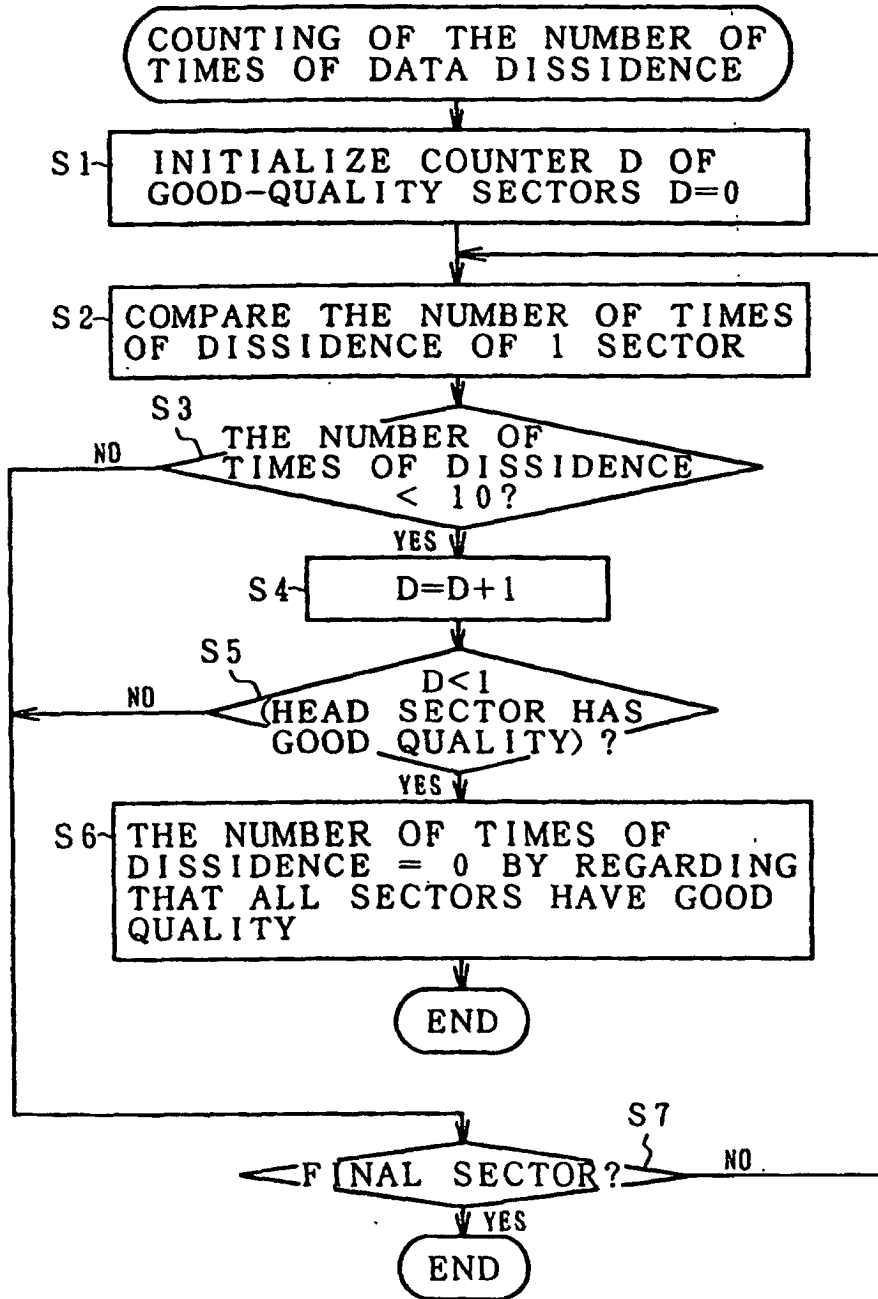 COUNTING OF THE NUMBER OF
TIMES OF DATA DISSIDENCE
S1
INITIALIZE COUNTER D OF
GOOD-QUALITY SECTORS D=0
S2
COMPARE THE NUMBER OF TIMES
OF DISSIDENCE OF 1 SECTOR
S3
THE NUMBER OF
TIMES OF DISSIDENCE
< 10?
NO
YES
S4
D=D+1
S5
D<1
(HEAD SECTOR HAS
GOOD QUALITY)?
NO
YES
S6
THE NUMBER OF TIMES OF
DISSIDENCE = 0 BY REGARDING
THAT ALL SECTORS HAVE GOOD
QUALITY
END
S7
FINAL SECTOR?
NO
YES
END